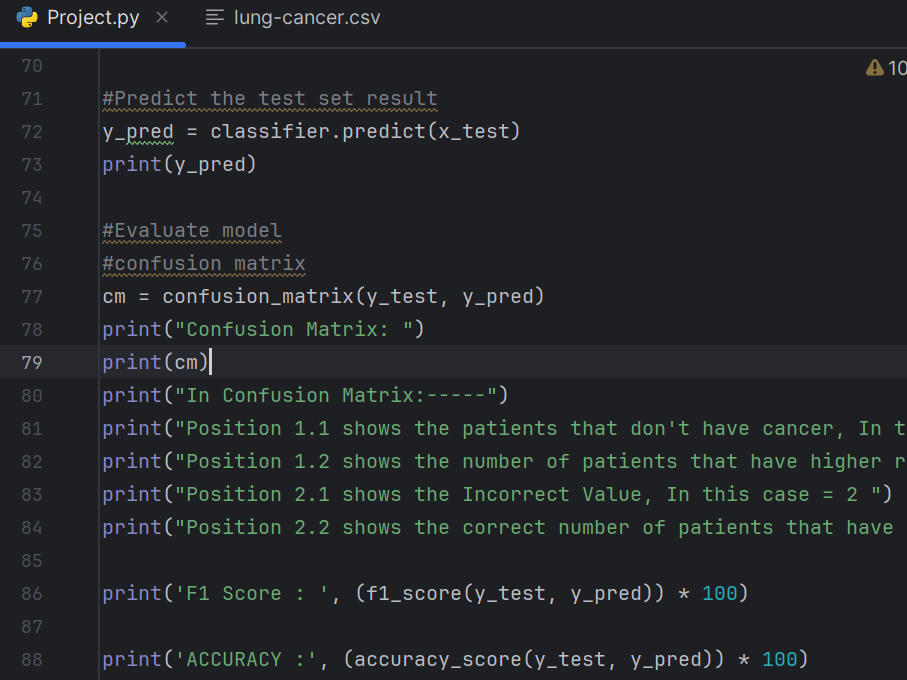 Project.py × lung-cancer.csv
70 10
71 #Predict the test set result
72 y_pred = classifier.predict(x_test)
73 print(y_pred)
74
75 #Evaluate model
76 #confusion matrix
77 cm = confusion_matrix(y_test, y_pred)
78 print("Confusion Matrix: ")
79 print(cm)
80 print("In Confusion Matrix:-----")
81 print("Position 1.1 shows the patients that don't have cancer, In t
82 print("Position 1.2 shows the number of patients that have higher r
83 print("Position 2.1 shows the Incorrect Value, In this case = 2 ")
84 print("Position 2.2 shows the correct number of patients that have
85
86 print('F1 Score : ', (f1_score(y_test, y_pred)) * 100)
87
88 print('ACCURACY :', (accuracy_score(y_test, y_pred)) * 100)